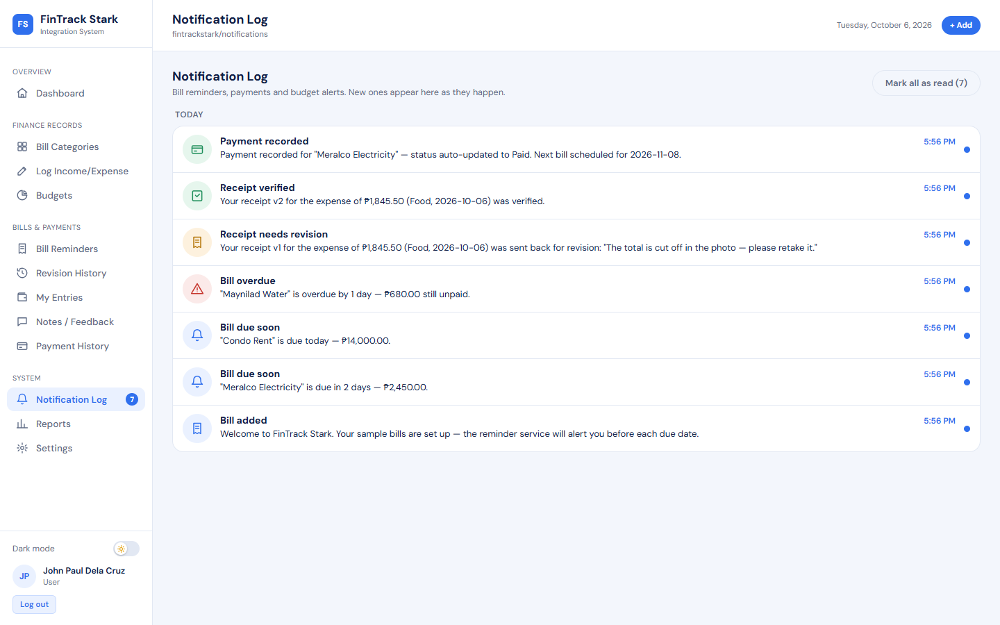 FS
FinTrack Stark
Integration System
OVERVIEW
Dashboard
FINANCE RECORDS
Bill Categories
Log Income/Expense
Budgets
BILLS & PAYMENTS
Bill Reminders
Revision History
My Entries
Notes / Feedback
Payment History
SYSTEM
Notification Log 7
Reports
Settings
Dark mode
JP
John Paul Dela Cruz
User
Log out
Notification Log
fintrackstark/notifications
Tuesday, October 6, 2026
+ Add
Notification Log
Bill reminders, payments and budget alerts. New ones appear here as they happen.
Mark all as read (7)
TODAY
Payment recorded 5:56 PM
Payment recorded for "Meralco Electricity" — status auto-updated to Paid. Next bill scheduled for 2026-11-08.
Receipt verified 5:56 PM
Your receipt v2 for the expense of ₱1,845.50 (Food, 2026-10-06) was verified.
Receipt needs revision 5:56 PM
Your receipt v1 for the expense of ₱1,845.50 (Food, 2026-10-06) was sent back for revision: "The total is cut off in the photo — please retake it."
Bill overdue 5:56 PM
"Maynilad Water" is overdue by 1 day — ₱680.00 still unpaid.
Bill due soon 5:56 PM
"Condo Rent" is due today — ₱14,000.00.
Bill due soon 5:56 PM
"Meralco Electricity" is due in 2 days — ₱2,450.00.
Bill added 5:56 PM
Welcome to FinTrack Stark. Your sample bills are set up — the reminder service will alert you before each due date.